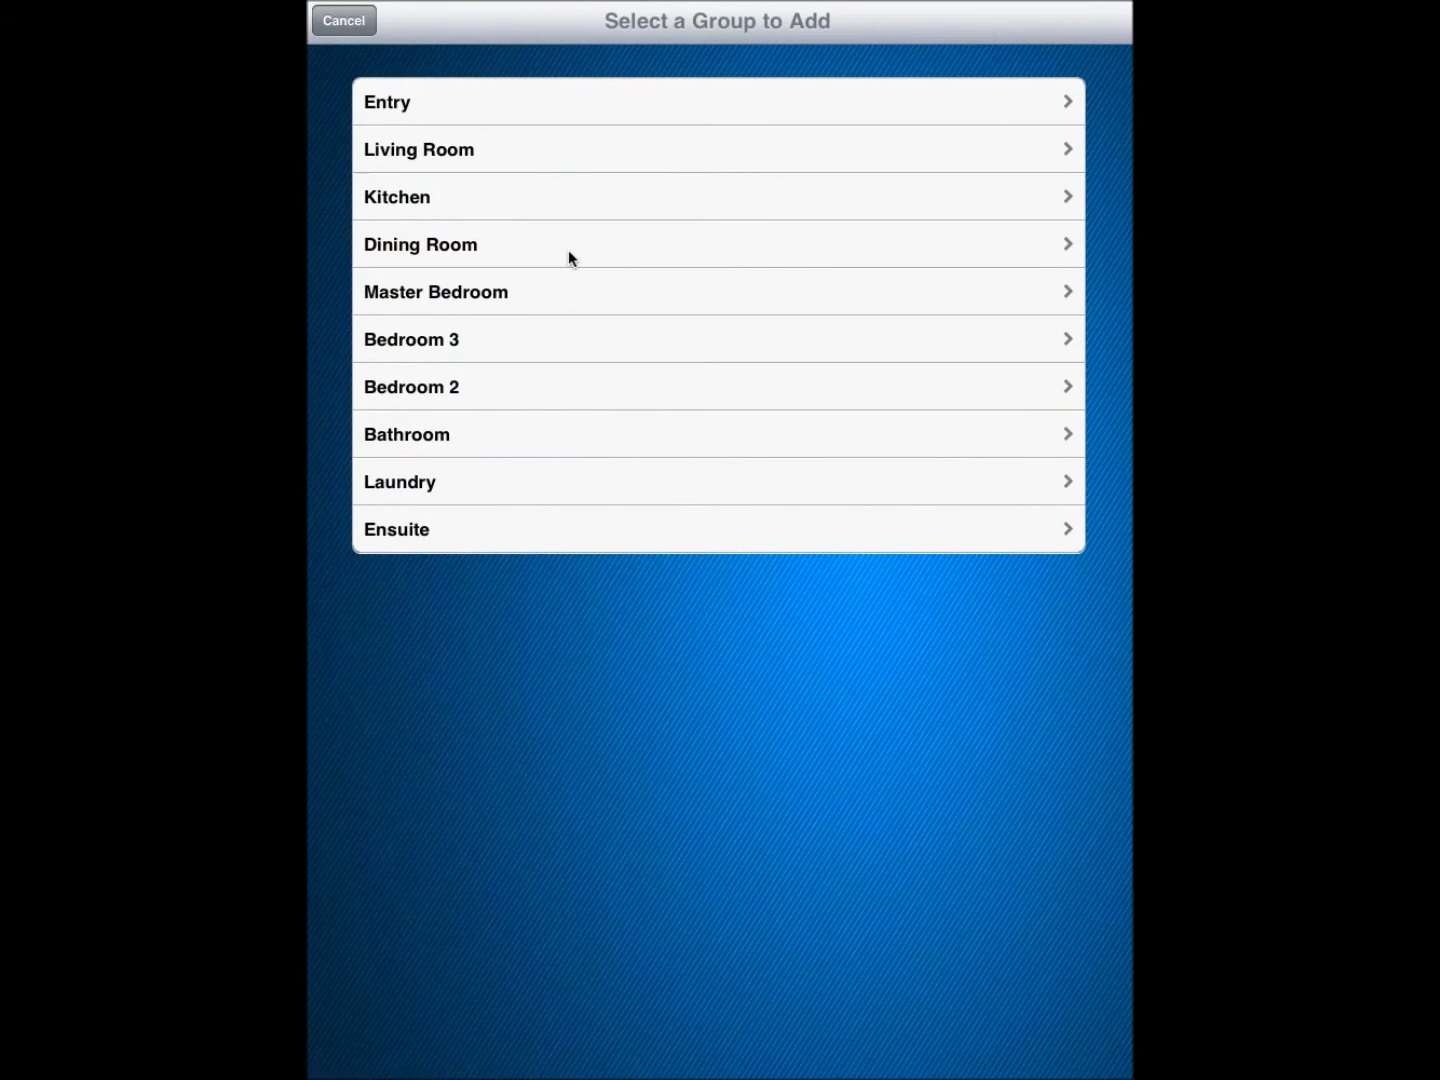 Cancel
Select a Group to Add
Entry
Living Room
Kitchen
Dining Room
Master Bedroom
Bedroom 3
Bedroom 2
Bathroom
Laundry
Ensuite